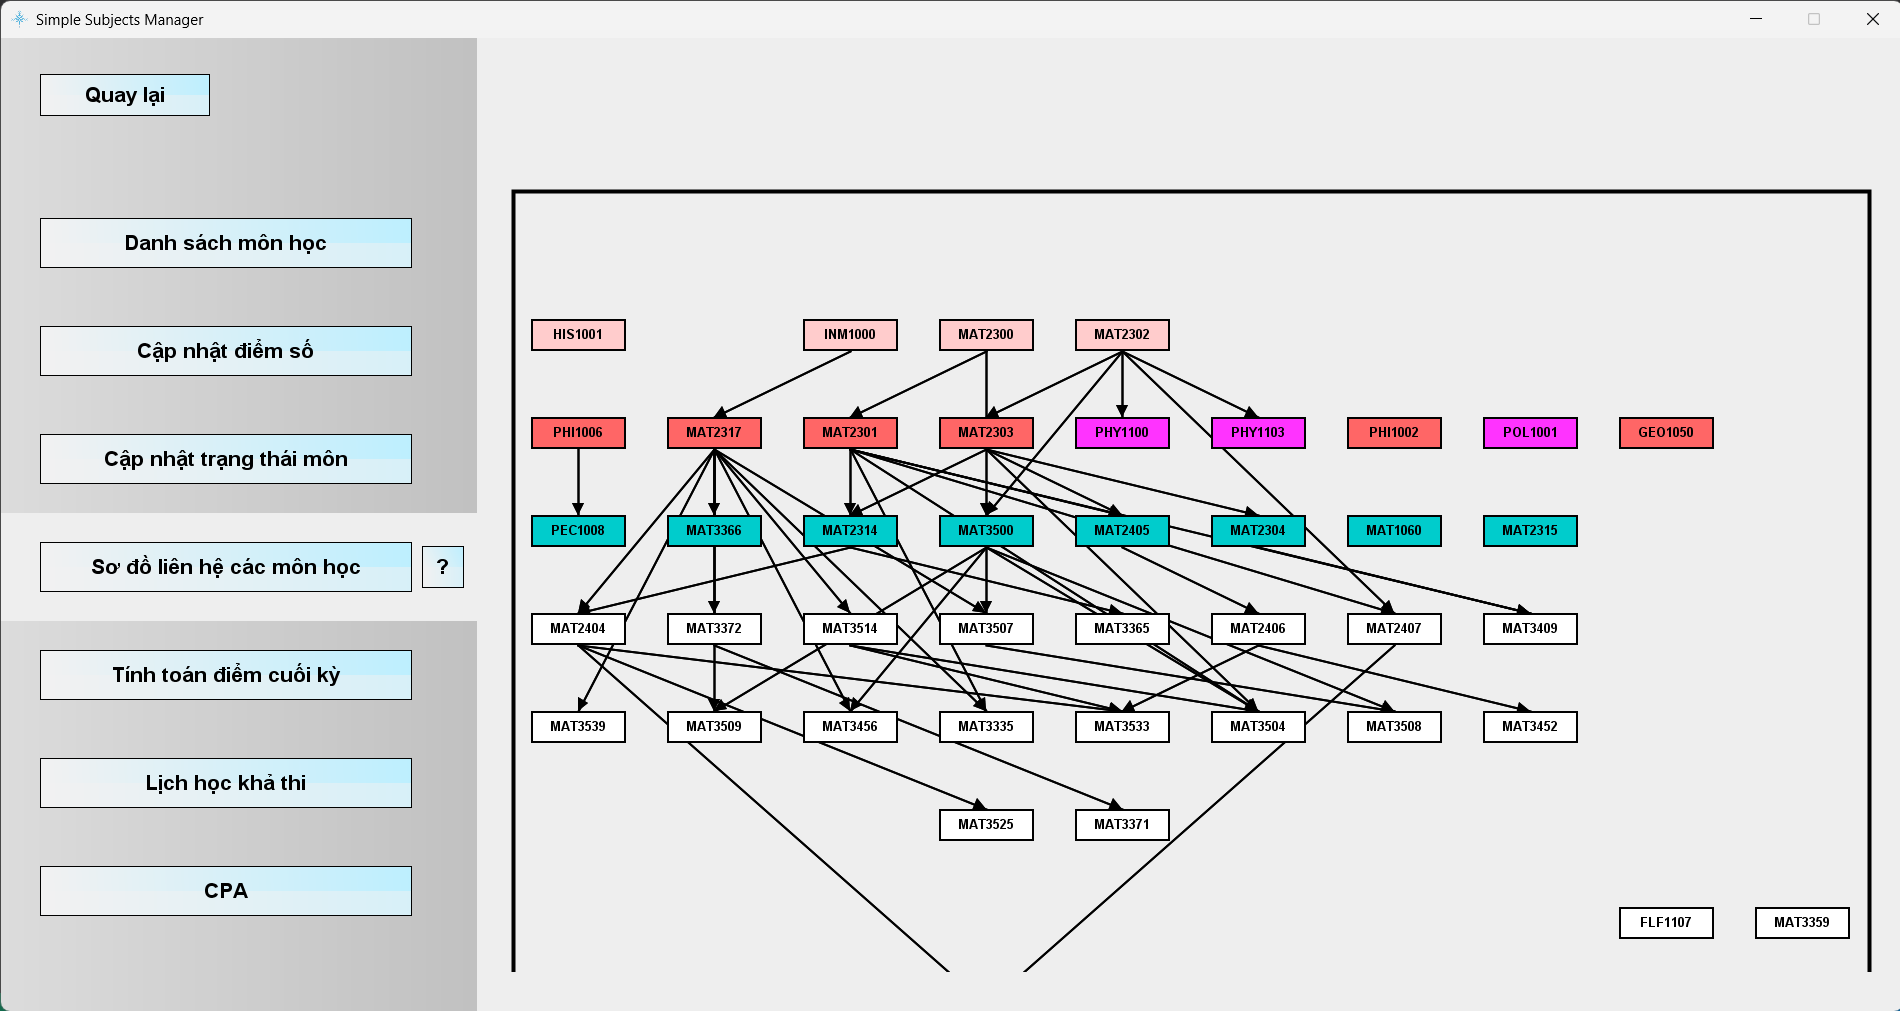 Simple Subjects Manager
Quay lại
Danh sách môn học
Cập nhật điểm số
Cập nhật trạng thái môn
Sơ đồ liên hệ các môn học
?
Tính toán điểm cuối kỳ
Lịch học khả thi
CPA
HIS1001
INM1000
MAT2300
MAT2302
PHI1006
MAT2317
MAT2301
MAT2303
PHY1100
PHY1103
PHI1002
POL1001
GEO1050
PEC1008
MAT3366
MAT2314
MAT3500
MAT2405
MAT2304
MAT1060
MAT2315
MAT2404
MAT3372
MAT3514
MAT3507
MAT3365
MAT2406
MAT2407
MAT3409
MAT3539
MAT3509
MAT3456
MAT3335
MAT3533
MAT3504
MAT3508
MAT3452
MAT3525
MAT3371
FLF1107
MAT3359